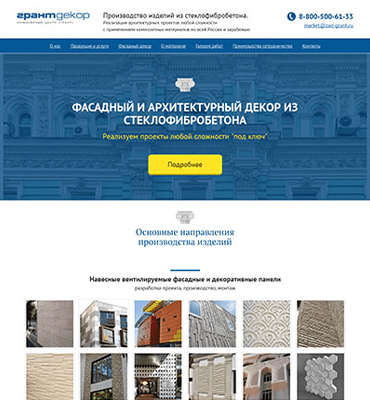 грантдекор
Производство изделий из стеклофибробетона.
Реализация архитектурных проектов любой сложности
с применением композитных материалов по всей России и зарубежью
8-800-500-61-33
market@ooo-grant.ru
О нас Продукция и услуги Фасадный декор О материале Галерея работ Преимущества сотрудничества Контакты
ФАСАДНЫЙ И АРХИТЕКТУРНЫЙ ДЕКОР ИЗ
СТЕКЛОФИБРОБЕТОНА
Реализуем проекты любой сложности "под ключ"
Подробнее
Основные направления
производства изделий
Навесные вентилируемые фасадные и декоративные панели
разработка проекта, производство, монтаж